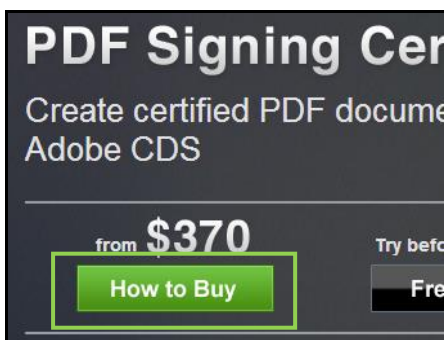 PDF Signing Cer
Create certified PDF docume
Adobe CDS
from $370
Try befo
How to Buy
Fre